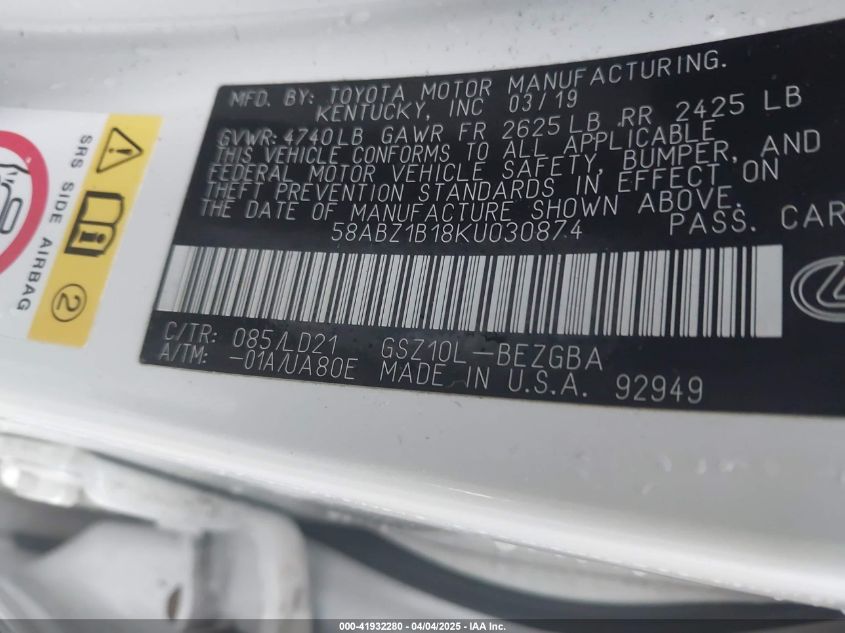 MFD. BY: TOYOTA MOTOR MANUFACTURING.
KENTUCKY, INC 03/19
GVWR: 4740LB GAWR FR 2625 LB RR 2425 LB
THIS VEHICLE CONFORMS TO ALL APPLICABLE
FEDERAL MOTOR VEHICLE SAFETY, BUMPER, AND
THEFT PREVENTION STANDARDS IN EFFECT ON
THE DATE OF MANUFACTURE SHOWN ABOVE.
58ABZ1B18KU030874 PASS. CAR
C/TR: 085/LD21 GSZ10L-BEZGBA
A/TM: -01A/UA80E MADE IN U.S.A. 92949
SRS SIDE AIRBAG
2
000-41932280 - 04/04/2025 - IAA Inc.